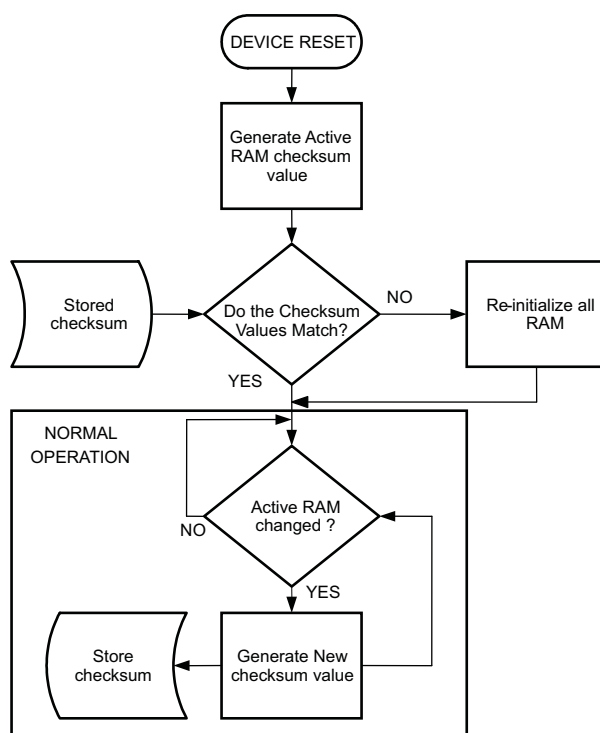 DEVICE RESET
Generate Active
RAM checksum
value
Stored
checksum
Do the Checksum
Values Match?
NO
Re-initialize all
RAM
YES
NORMAL
OPERATION
Active RAM
changed ?
NO
YES
Store
checksum
Generate New
checksum value